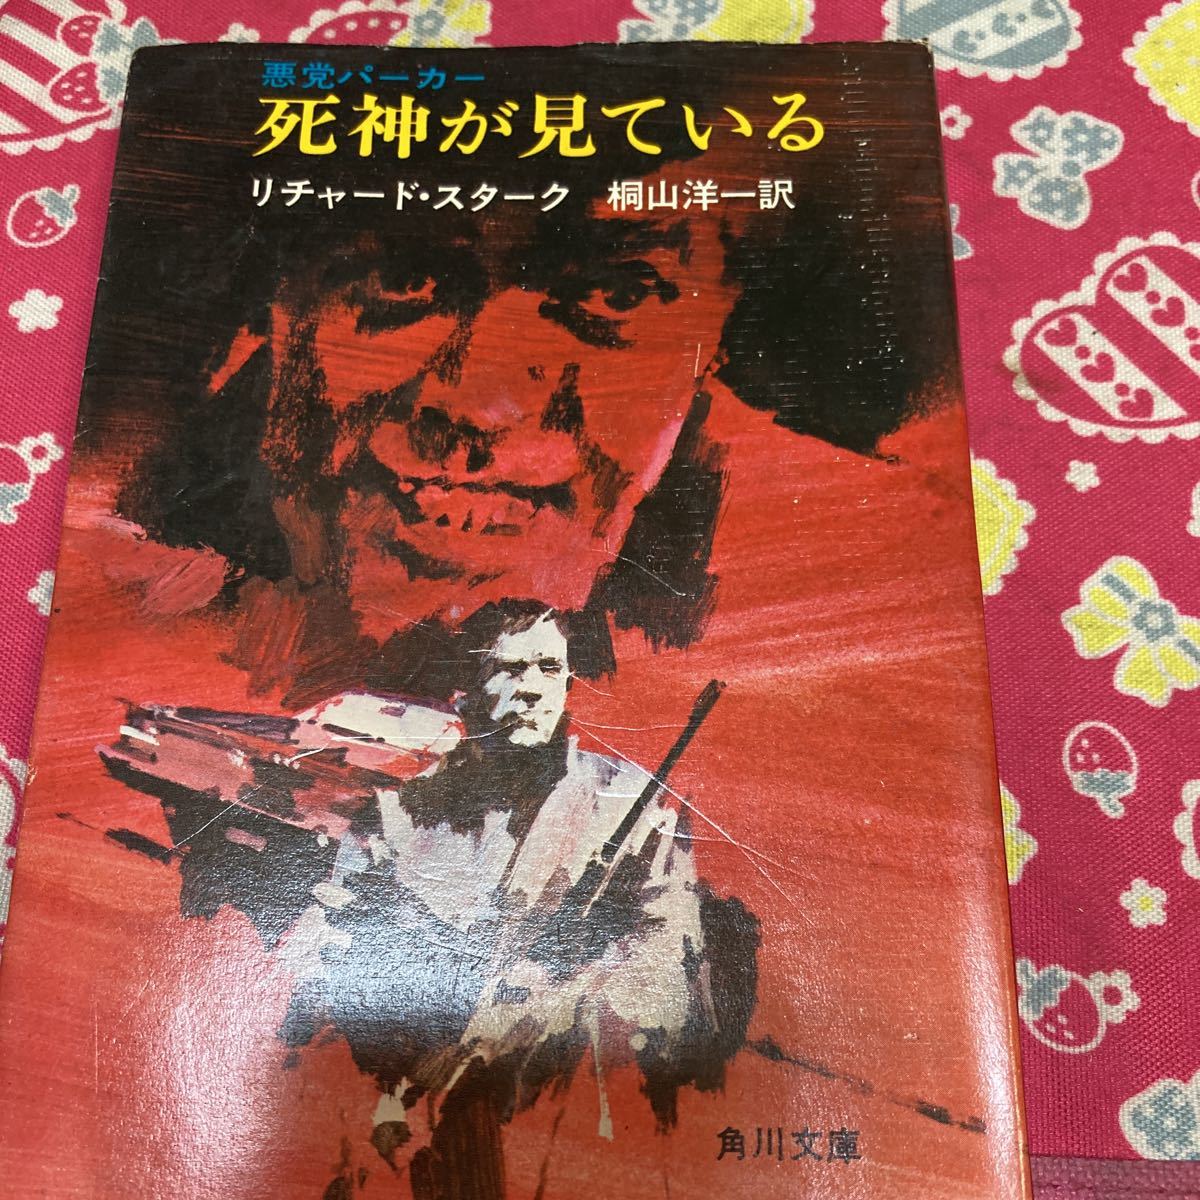 悪党パーカー
死神が見ている
リチャード・スターク 桐山洋一訳
角川文庫